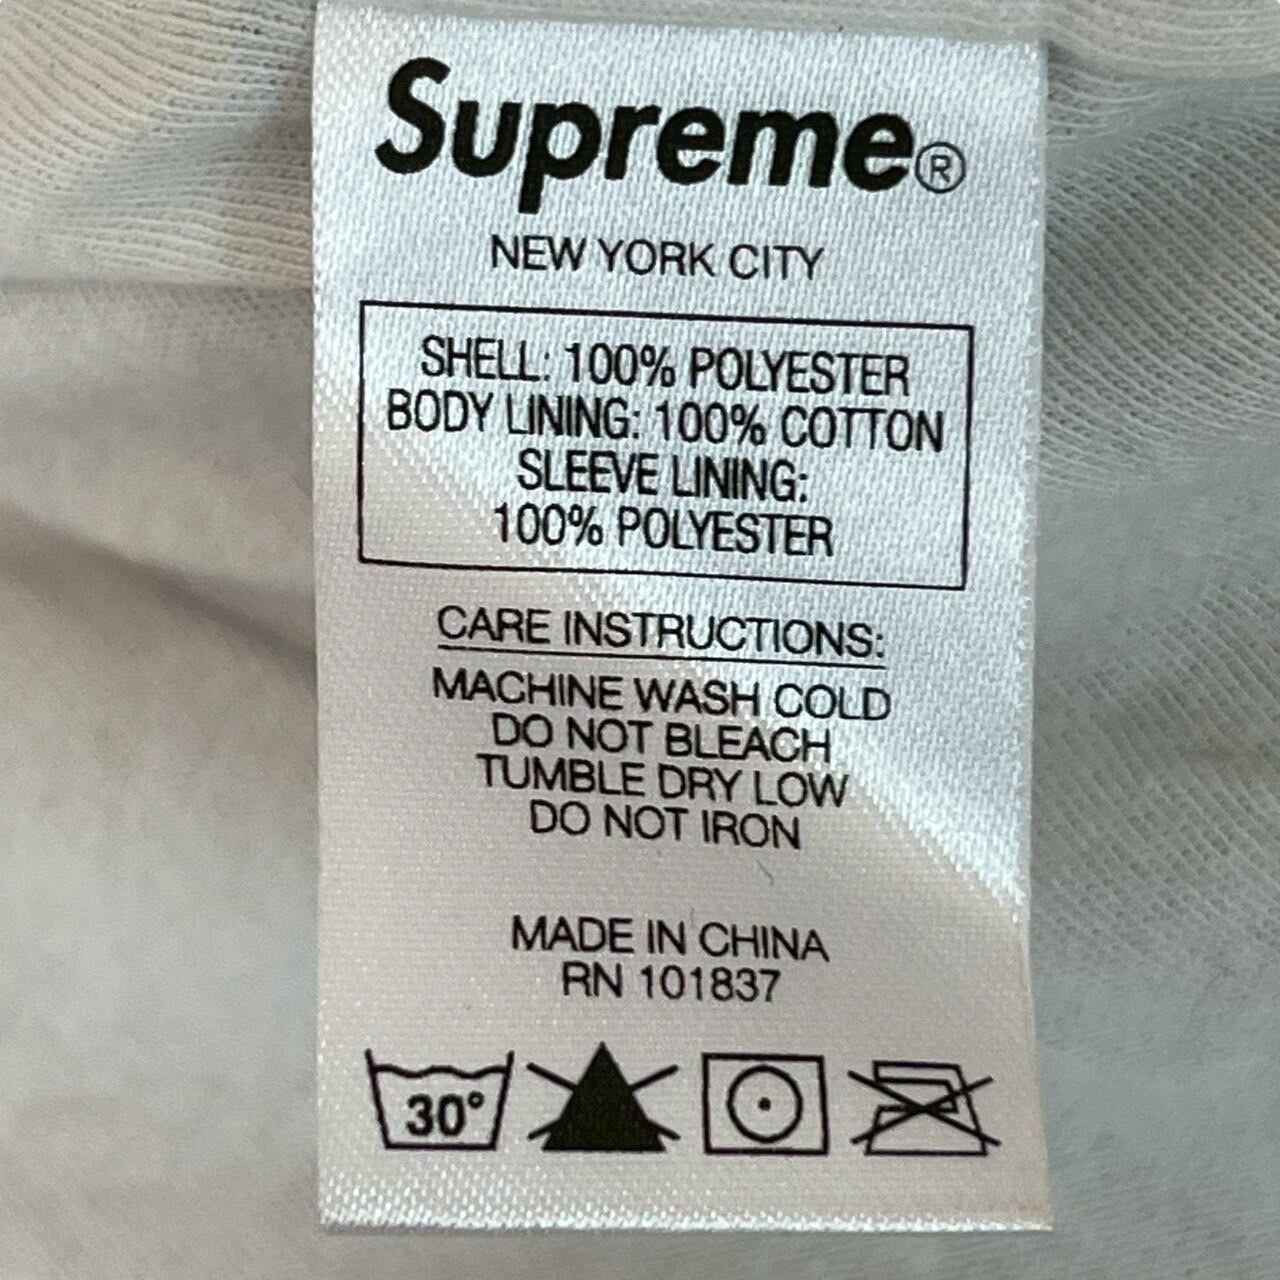 Supreme®
NEW YORK CITY
SHELL: 100% POLYESTER
BODY LINING: 100% COTTON
SLEEVE LINING:
100% POLYESTER
CARE INSTRUCTIONS:
MACHINE WASH COLD
DO NOT BLEACH
TUMBLE DRY LOW
DO NOT IRON
MADE IN CHINA
RN 101837
30°